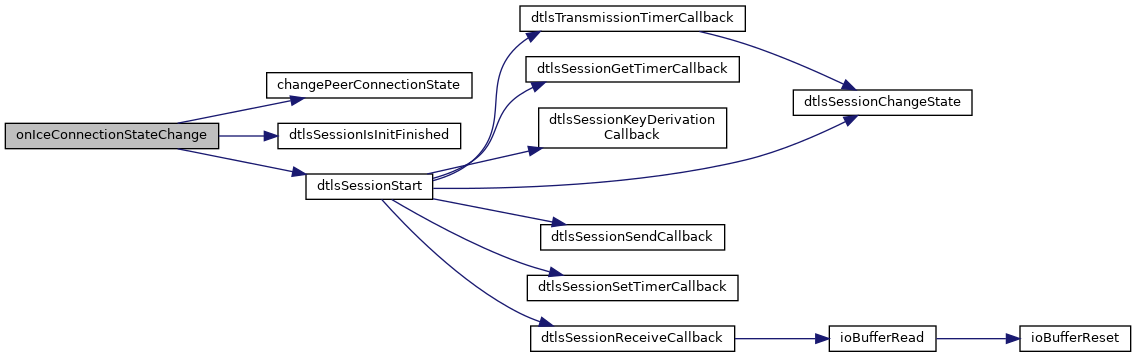 onIceConnectionStateChange
changePeerConnectionState
dtlsSessionIsInitFinished
dtlsSessionStart
dtlsTransmissionTimerCallback
dtlsSessionGetTimerCallback
dtlsSessionKeyDerivation
Callback
dtlsSessionChangeState
dtlsSessionSendCallback
dtlsSessionSetTimerCallback
dtlsSessionReceiveCallback
ioBufferRead
ioBufferReset